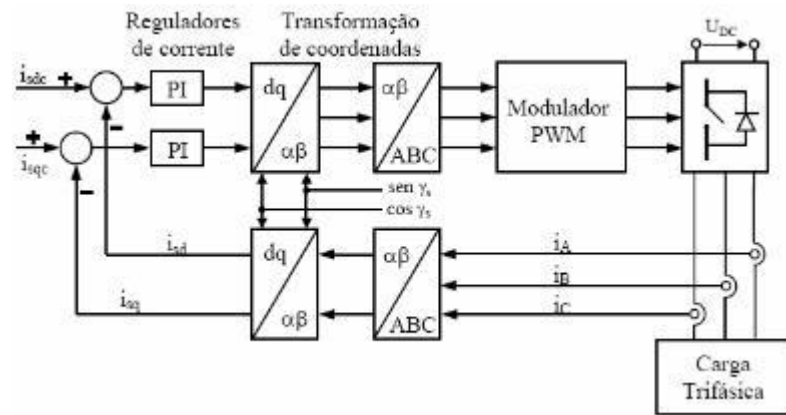 Reguladores
de corrente
Transformação
de coordenadas
U_DC
i_sdc
+
-
PI
dq
αβ
αβ
ABC
Modulador
PWM
+
i_sqc
-
PI
sen γ_s
cos γ_s
i_sd
i_sq
dq
αβ
αβ
ABC
i_A
i_B
i_C
Carga
Trifásica